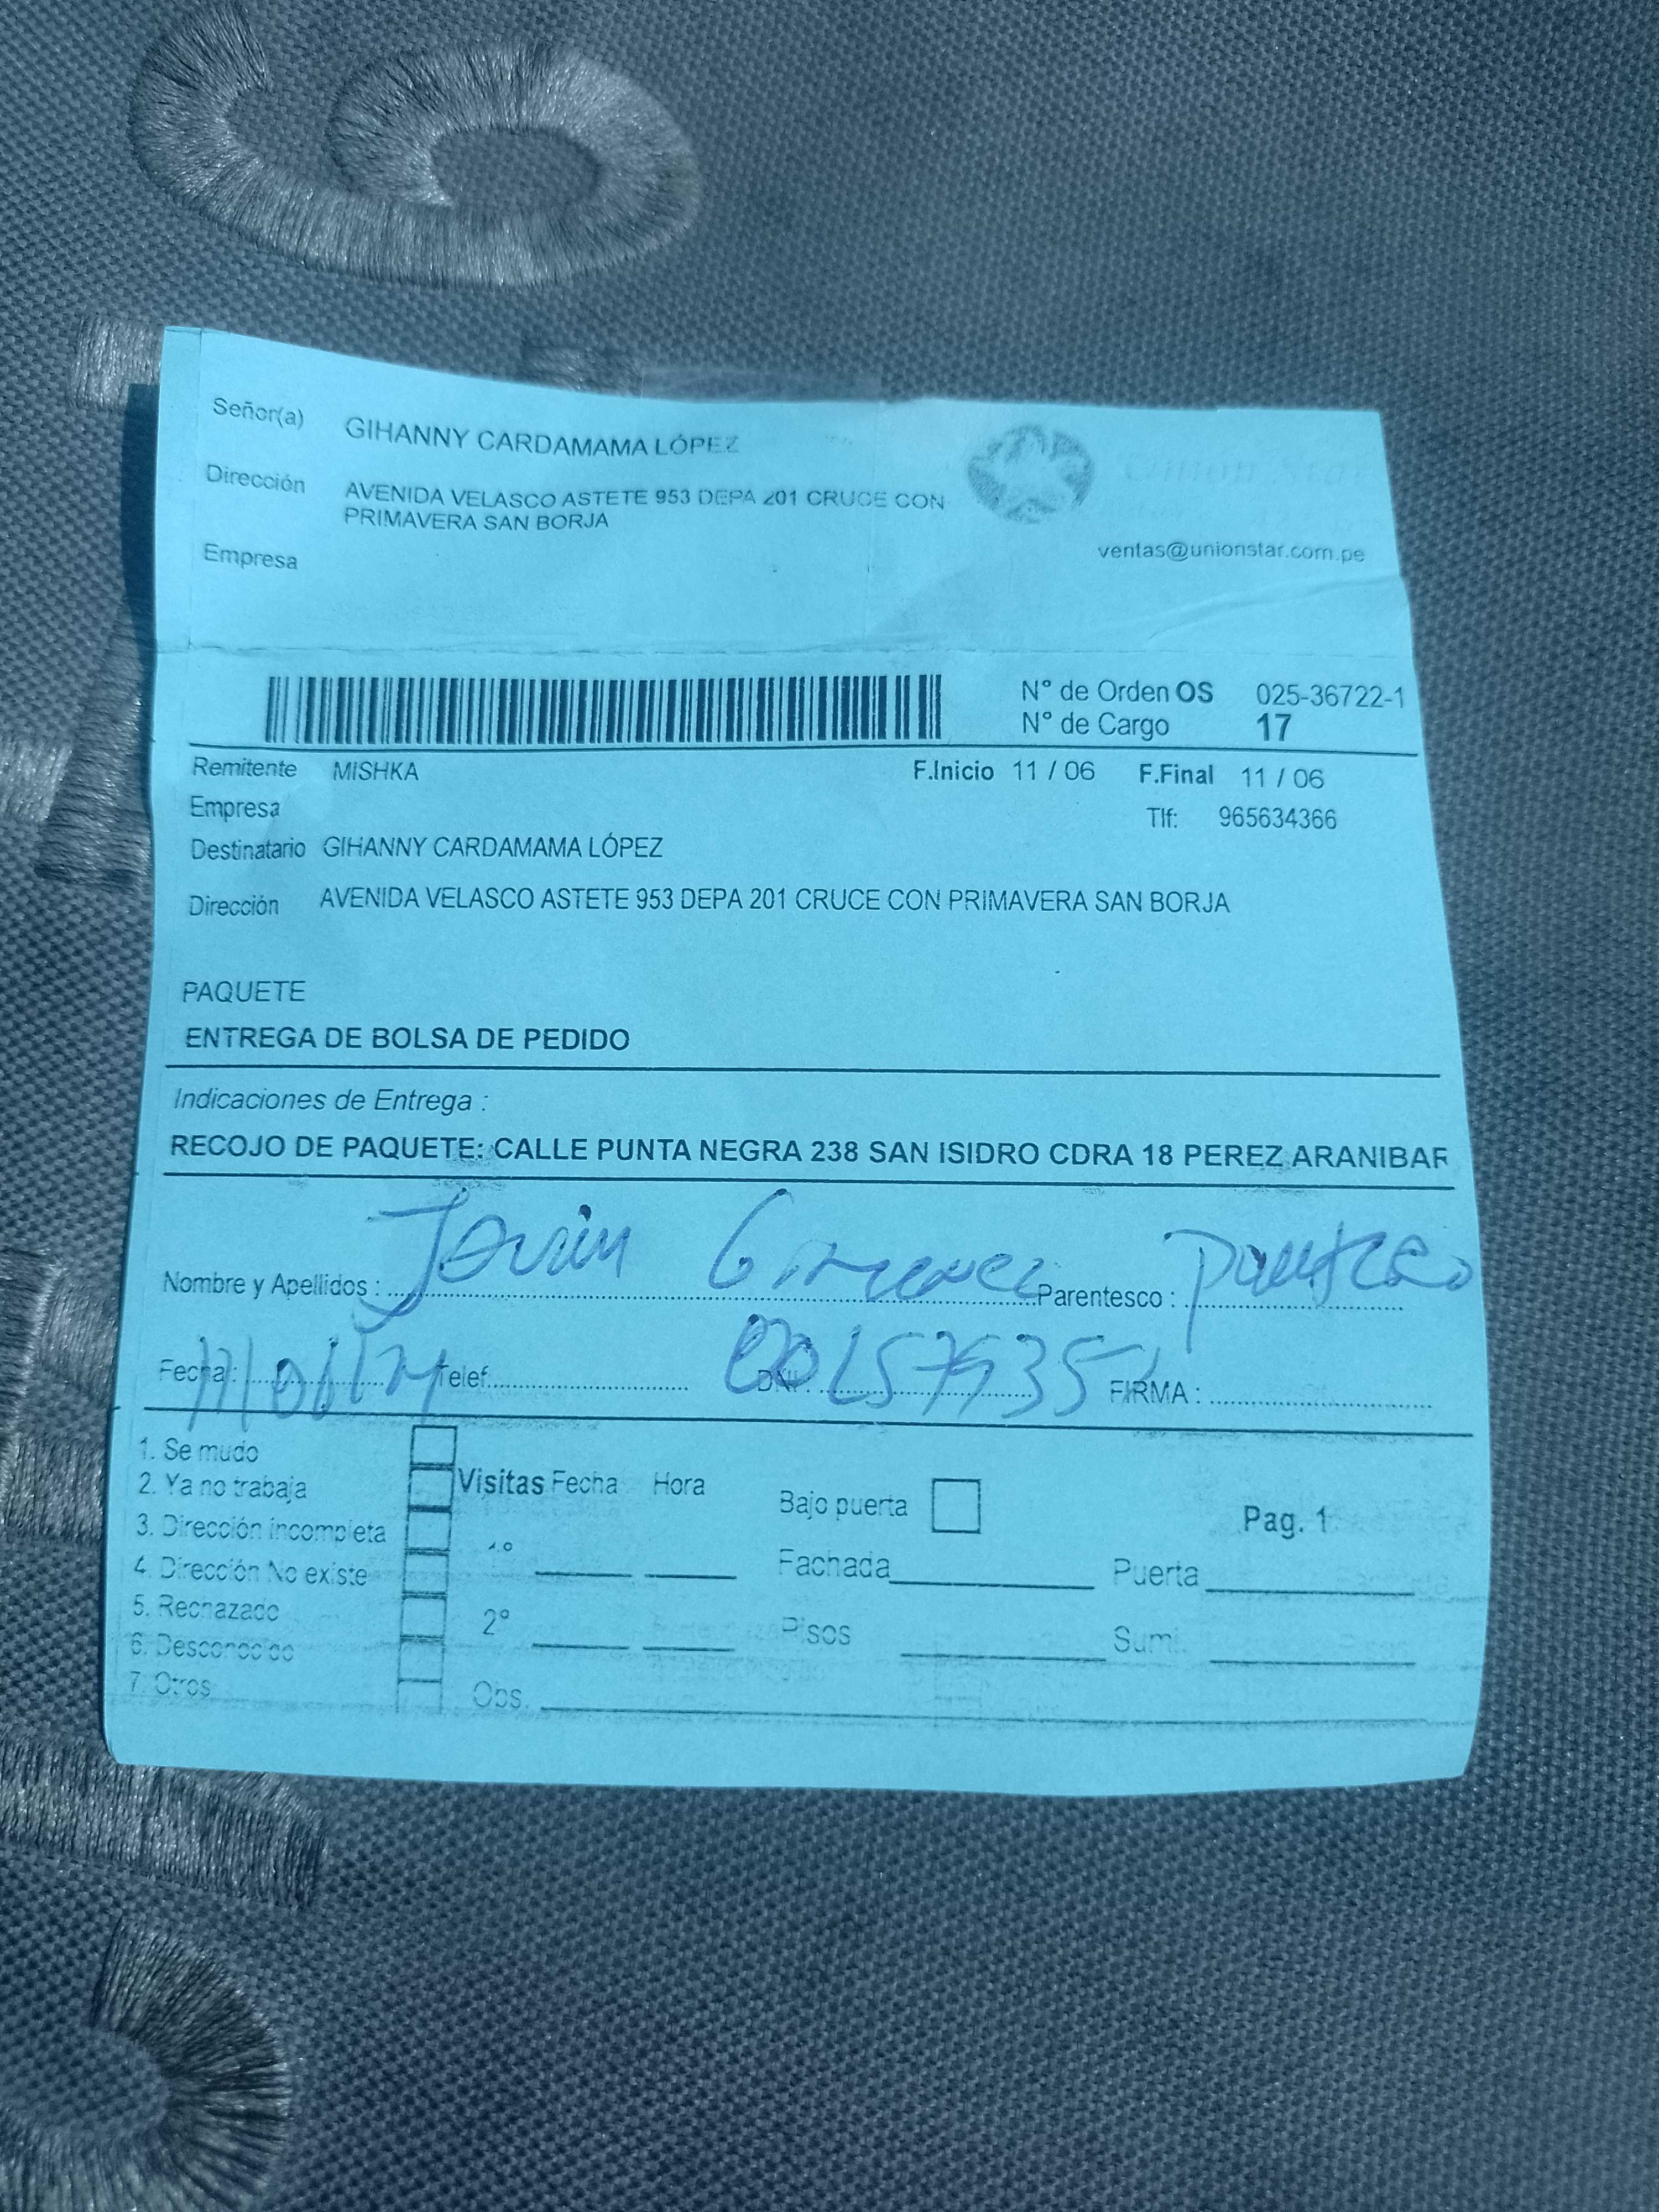 Señor(a) GIHANNY CARDAMAMA LÓPEZ
Dirección AVENIDA VELASCO ASTETE 953 DEPA 201 CRUCE CON
PRIMAVERA SAN BORJA
Empresa
ventas@unionstar.com.pe
N° de Orden OS 025-36722-1
N° de Cargo 17
Remitente MISHKA F.Inicio 11 / 06 F.Final 11 / 06
Empresa Tlf: 965634366
Destinatario GIHANNY CARDAMAMA LÓPEZ
Dirección AVENIDA VELASCO ASTETE 953 DEPA 201 CRUCE CON PRIMAVERA SAN BORJA
PAQUETE
ENTREGA DE BOLSA DE PEDIDO
Indicaciones de Entrega :
RECOJO DE PAQUETE: CALLE PUNTA NEGRA 238 SAN ISIDRO CDRA 18 PEREZ ARANIBAR
Nombre y Apellidos : Parentesco :
Fecha: Telef. DNI: FIRMA :
1. Se mudo
2. Ya no trabaja Visitas Fecha Hora Bajo puerta Pag. 1
3. Dirección incompleta 1º
4. Dirección No existe Fachada Puerta
5. Rechazado 2º Pisos Sumi.
6. Desconocido
7. Otros Obs.